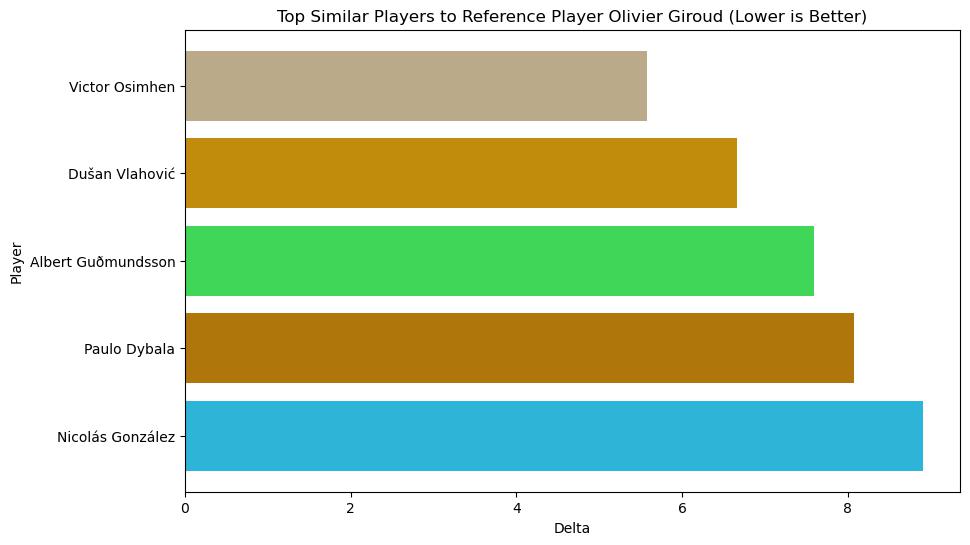 Top Similar Players to Reference Player Olivier Giroud (Lower is Better)
Player
Victor Osimhen
Dušan Vlahović
Albert Guðmundsson
Paulo Dybala
Nicolás González
0 2 4 6 8
Delta